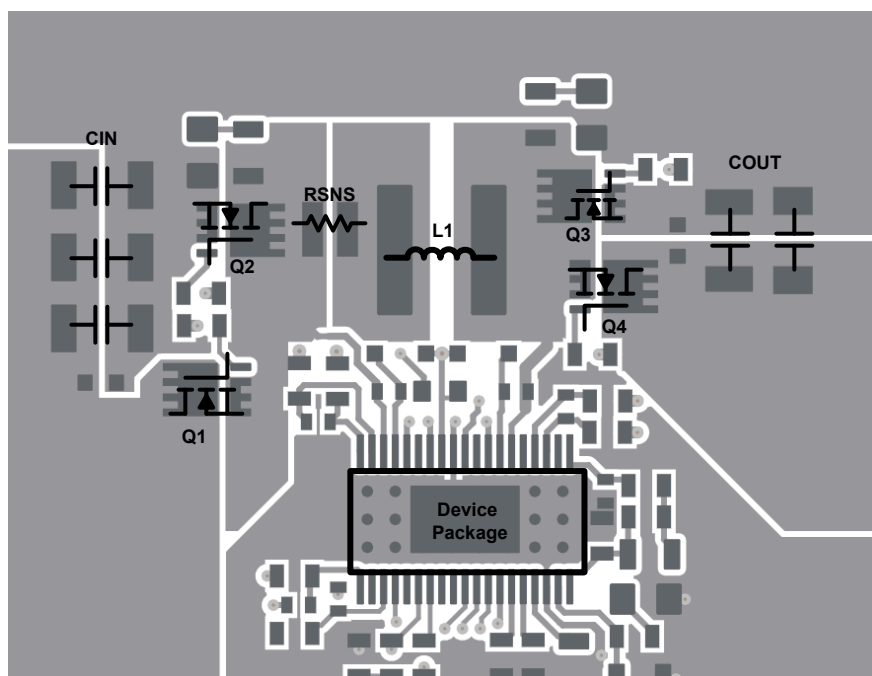 CIN
COUT
RSNS
Q3
L1
Q2
Q4
Q1
Device
Package